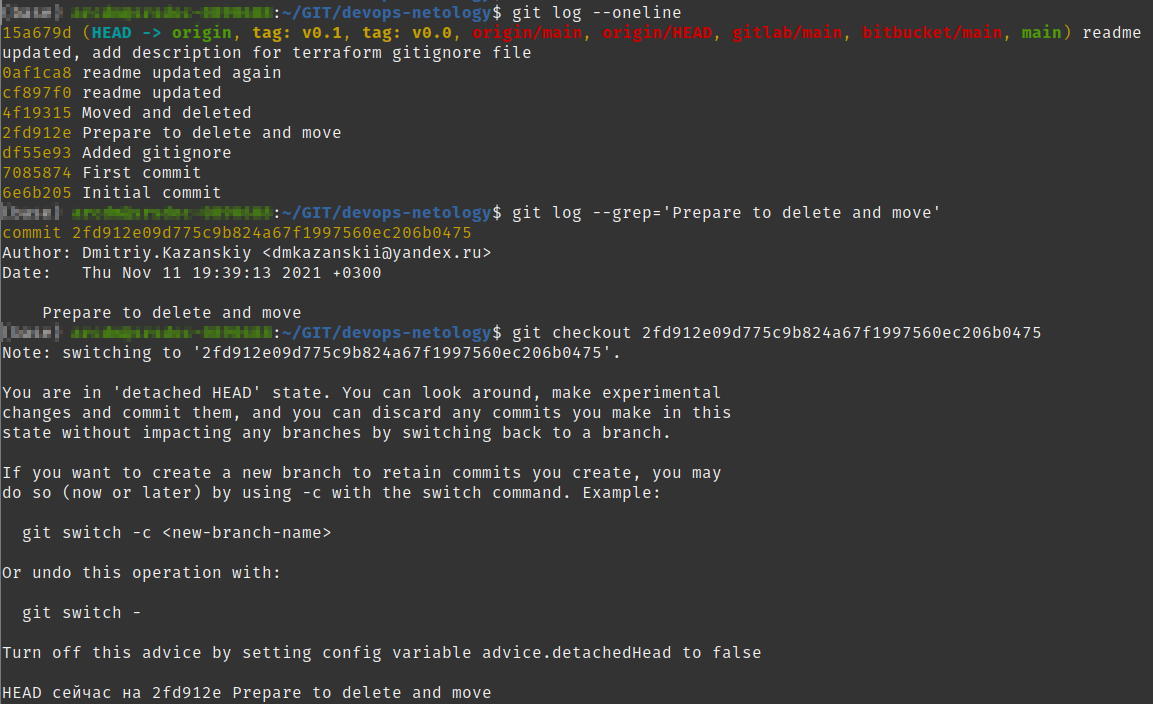 :~/GIT/devops-netology$ git log --oneline
15a679d (HEAD -> origin, tag: v0.1, tag: v0.0, origin/main, origin/HEAD, gitlab/main, bitbucket/main, main) readme
updated, add description for terraform gitignore file
0af1ca8 readme updated again
cf897f0 readme updated
4f19315 Moved and deleted
2fd912e Prepare to delete and move
df55e93 Added gitignore
7085874 First commit
6e6b205 Initial commit
:~/GIT/devops-netology$ git log --grep='Prepare to delete and move'
commit 2fd912e09d775c9b824a67f1997560ec206b0475
Author: Dmitriy.Kazanskiy <dmkazanskii@yandex.ru>
Date:   Thu Nov 11 19:39:13 2021 +0300
Prepare to delete and move
:~/GIT/devops-netology$ git checkout 2fd912e09d775c9b824a67f1997560ec206b0475
Note: switching to '2fd912e09d775c9b824a67f1997560ec206b0475'.
You are in 'detached HEAD' state. You can look around, make experimental
changes and commit them, and you can discard any commits you make in this
state without impacting any branches by switching back to a branch.
If you want to create a new branch to retain commits you create, you may
do so (now or later) by using -c with the switch command. Example:
git switch -c <new-branch-name>
Or undo this operation with:
git switch -
Turn off this advice by setting config variable advice.detachedHead to false
HEAD сейчас на 2fd912e Prepare to delete and move